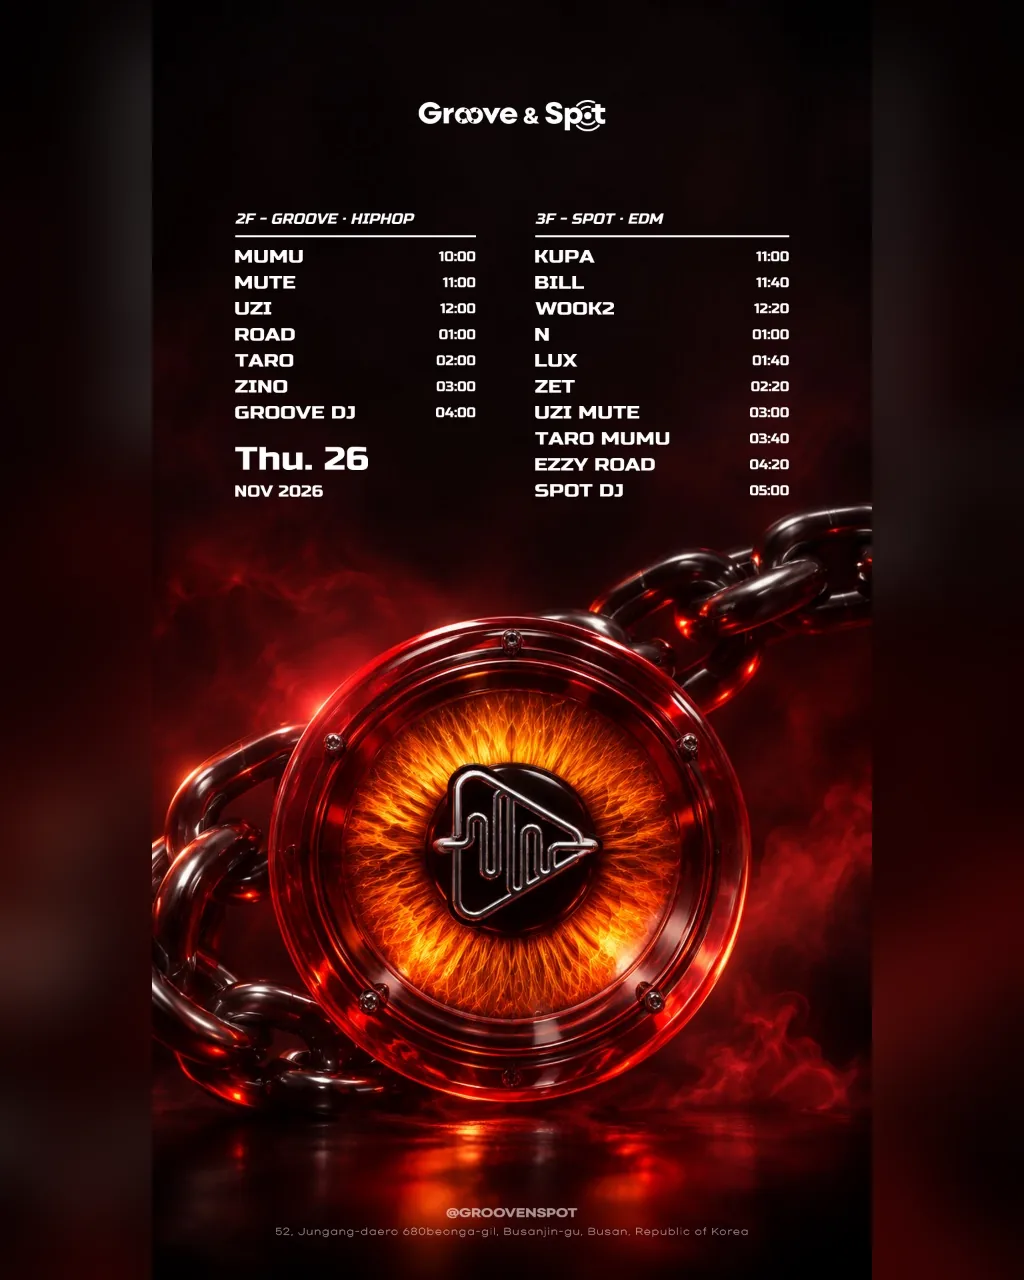 Groove & Spot
2F - GROOVE · HIPHOP
MUMU 10:00
MUTE 11:00
UZI 12:00
ROAD 01:00
TARO 02:00
ZINO 03:00
GROOVE DJ 04:00
Thu. 26
NOV 2026
3F - SPOT · EDM
KUPA 11:00
BILL 11:40
WOOK2 12:20
N 01:00
LUX 01:40
ZET 02:20
UZI MUTE 03:00
TARO MUMU 03:40
EZZY ROAD 04:20
SPOT DJ 05:00
@GROOVENSPOT
52, Jungang-daero 680beonga-gil, Busanjin-gu, Busan, Republic of Korea